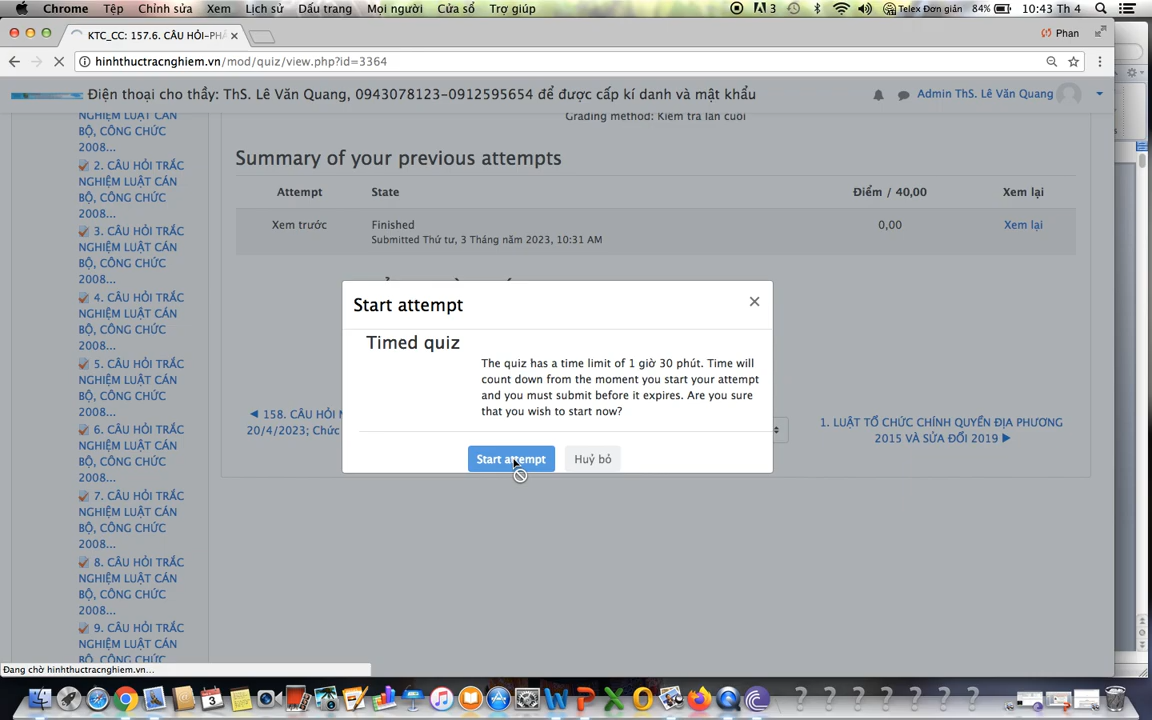 Chrome Tệp Chỉnh sửa Xem Lịch sử Dấu trang Mọi người Cửa sổ Trợ giúp 3 Telex Đơn giản 84% 10:43 Th 4
KTC_CC: 157.6. CÂU HỎI-PHẢ
Phan
hinhthuctracnghiem.vn/mod/quiz/view.php?id=3364
Điện thoại cho thầy: ThS. Lê Văn Quang, 0943078123-0912595654 để được cấp kí danh và mật khẩu
Admin ThS. Lê Văn Quang
NGHIỆM LUẬT CÁN
BỘ, CÔNG CHỨC
2008...
2. CÂU HỎI TRẮC
NGHIỆM LUẬT CÁN
BỘ, CÔNG CHỨC
2008...
3. CÂU HỎI TRẮC
NGHIỆM LUẬT CÁN
BỘ, CÔNG CHỨC
2008...
4. CÂU HỎI TRẮC
NGHIỆM LUẬT CÁN
BỘ, CÔNG CHỨC
2008...
5. CÂU HỎI TRẮC
NGHIỆM LUẬT CÁN
BỘ, CÔNG CHỨC
2008...
6. CÂU HỎI TRẮC
NGHIỆM LUẬT CÁN
BỘ, CÔNG CHỨC
2008...
7. CÂU HỎI TRẮC
NGHIỆM LUẬT CÁN
BỘ, CÔNG CHỨC
2008...
8. CÂU HỎI TRẮC
NGHIỆM LUẬT CÁN
BỘ, CÔNG CHỨC
2008...
9. CÂU HỎI TRẮC
NGHIỆM LUẬT CÁN
BỘ, CÔNG CHỨC
Grading method: Kiểm tra lần cuối
Summary of your previous attempts
Attempt State Điểm / 40,00 Xem lại
Xem trước Finished 0,00 Xem lại
Submitted Thứ tư, 3 Tháng năm 2023, 10:31 AM
Start attempt
Timed quiz
The quiz has a time limit of 1 giờ 30 phút. Time will
count down from the moment you start your attempt
and you must submit before it expires. Are you sure
that you wish to start now?
Start attempt Huỷ bỏ
◄ 158. CÂU HỎI
20/4/2023; Chức
1. LUẬT TỔ CHỨC CHÍNH QUYỀN ĐỊA PHƯƠNG
2015 VÀ SỬA ĐỔI 2019 ►
Đang chờ hinhthuctracnghiem.vn...